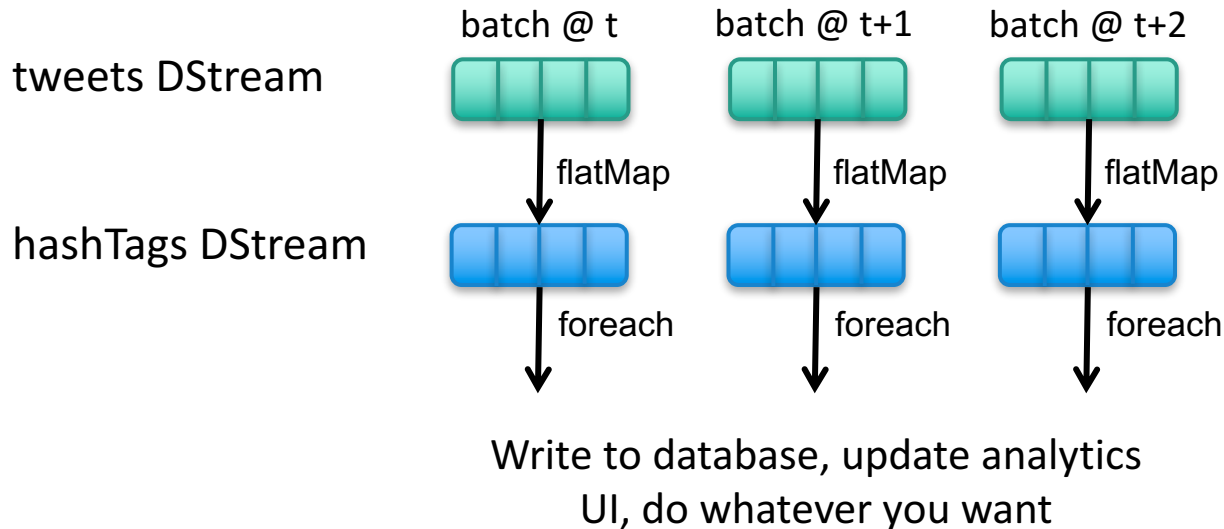 batch @ t
batch @ t+1
batch @ t+2
tweets DStream
flatMap
flatMap
flatMap
hashTags DStream
foreach
foreach
foreach
Write to database, update analytics
UI, do whatever you want